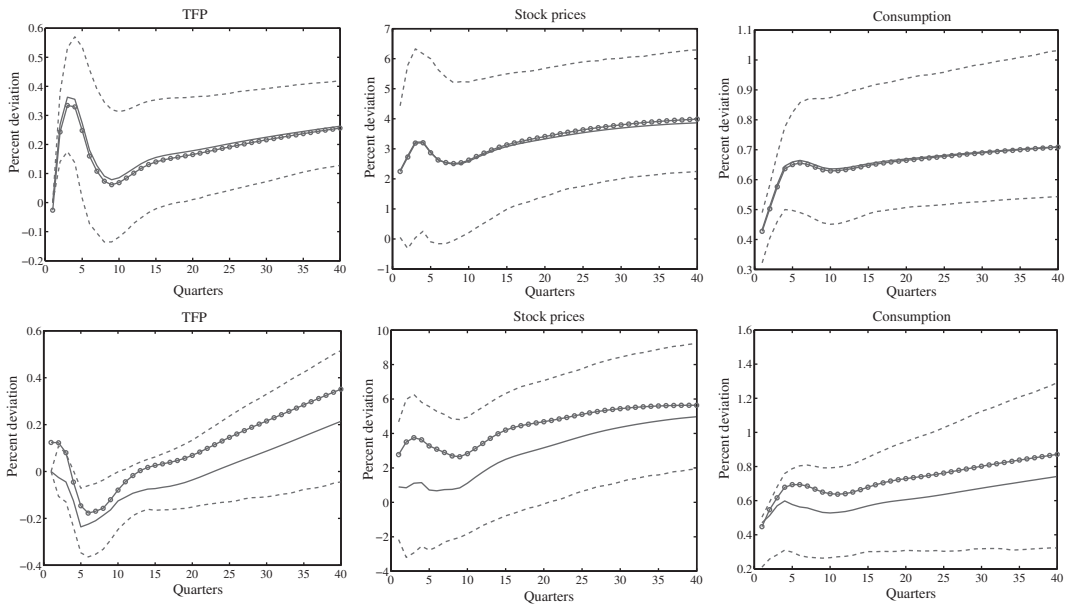 TFP
Percent deviation
0.6
0.5
0.4
0.3
0.2
0.1
0
−0.1
−0.2
0 5 10 15 20 25 30 35 40
Quarters
Stock prices
Percent deviation
7
6
5
4
3
2
1
0
−1
0 5 10 15 20 25 30 35 40
Quarters
Consumption
Percent deviation
1.1
1
0.9
0.8
0.7
0.6
0.5
0.4
0.3
0 5 10 15 20 25 30 35 40
Quarters
TFP
Percent deviation
0.6
0.4
0.2
0
−0.2
−0.4
0 5 10 15 20 25 30 35 40
Quarters
Stock prices
Percent deviation
10
8
6
4
2
0
−2
−4
0 5 10 15 20 25 30 35 40
Quarters
Consumption
Percent deviation
1.6
1.4
1.2
1
0.8
0.6
0.4
0.2
0 5 10 15 20 25 30 35 40
Quarters